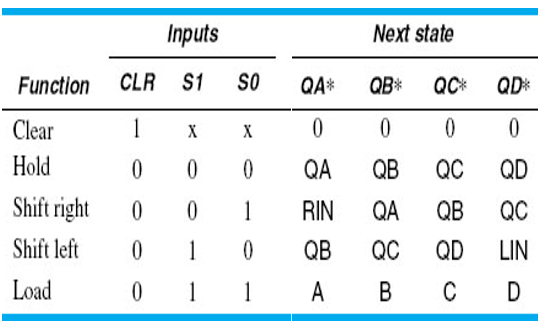 Inputs Next state
Function CLR S1 S0 QA* QB* QC* QD*
Clear 1 x x 0 0 0 0
Hold 0 0 0 QA QB QC QD
Shift right 0 0 1 RIN QA QB QC
Shift left 0 1 0 QB QC QD LIN
Load 0 1 1 A B C D